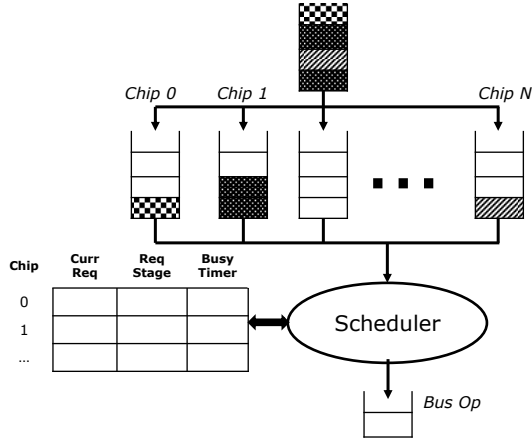 Chip 0
Chip 1
Chip N
Chip
Curr
Req
Req
Stage
Busy
Timer
0
1
...
Scheduler
Bus Op